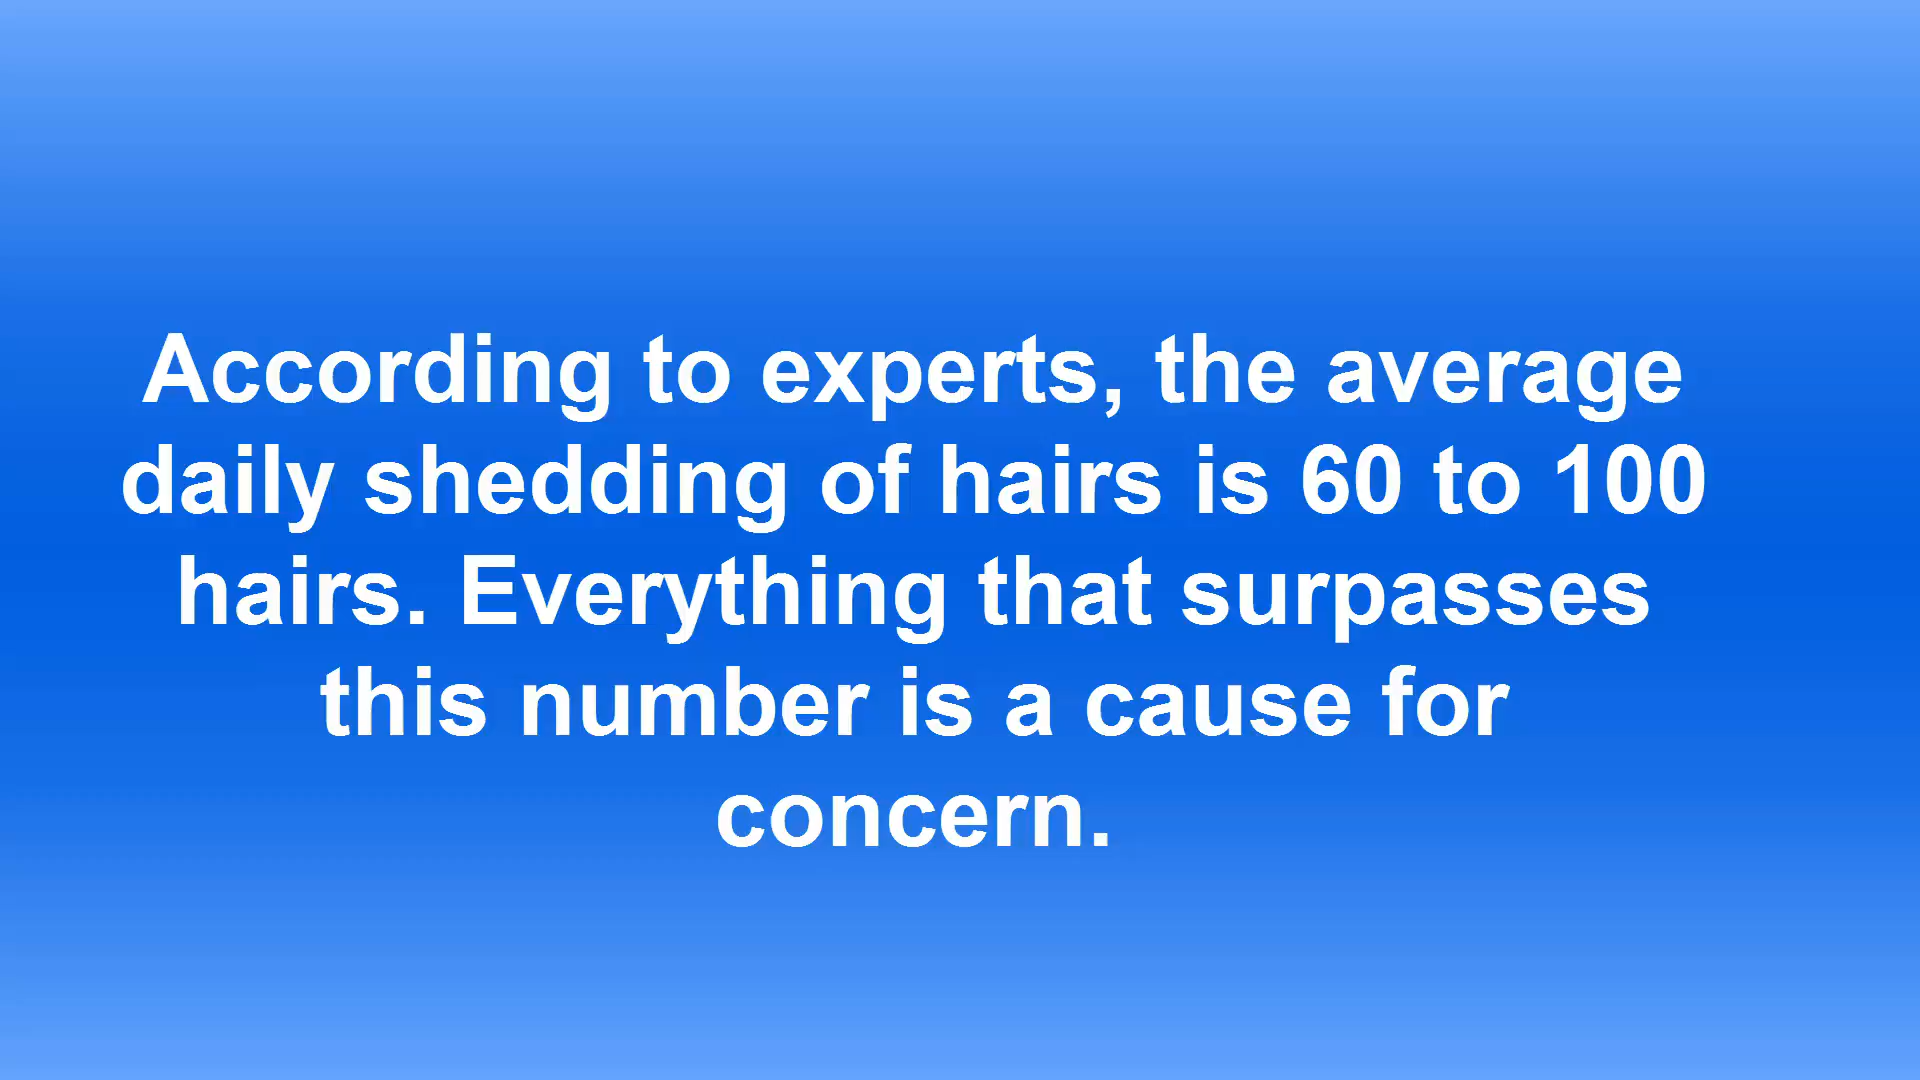 According to experts, the average
daily shedding of hairs is 60 to 100
hairs. Everything that surpasses
this number is a cause for
concern.